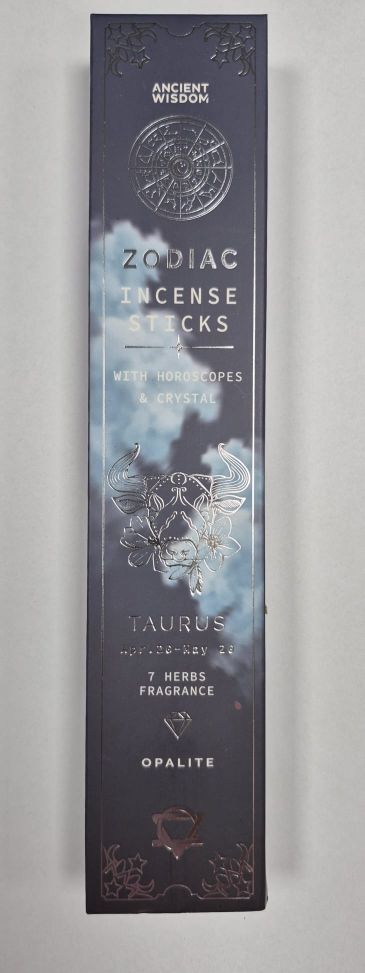 ANCIENT
WISDOM
ZODIAC
INCENSE
STICKS
WITH HOROSCOPES
& CRYSTAL
TAURUS
Apr.20-May 20
7 HERBS
FRAGRANCE
OPALITE